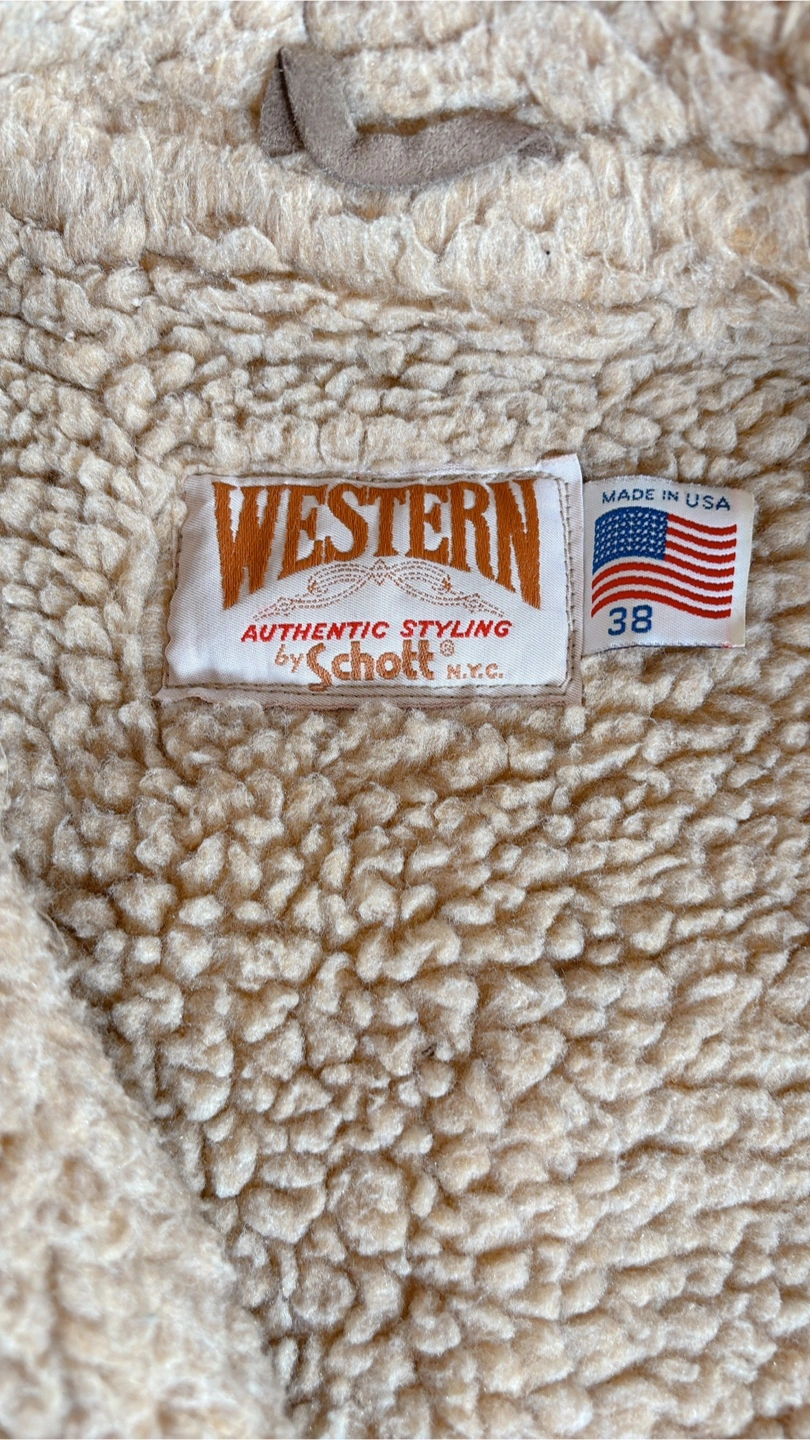 WESTERN
AUTHENTIC STYLING
by Schott® N.Y.C.
MADE IN USA
38